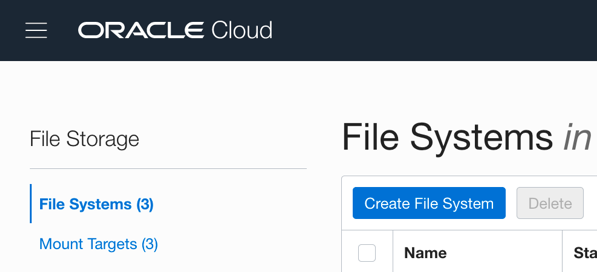 ORACLE Cloud
File Storage
File Systems (3)
Mount Targets (3)
File Systems in
Create File System
Delete
Name
Sta